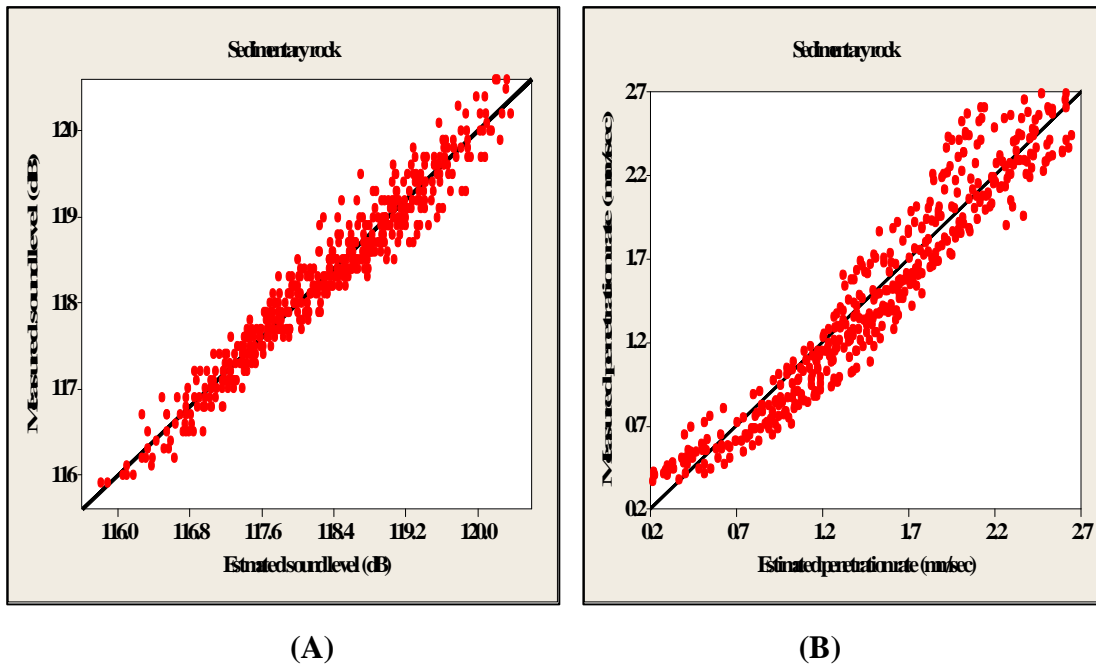 Sedimentary rock
Measured sound level (dB)
120
119
118
117
116
116.0 116.8 117.6 118.4 119.2 120.0
Estmated sound level (dB)
(A)
Sedimentary rock
Measured penetration rate (mm/sec)
2.7
2.2
1.7
1.2
0.7
0.2
0.2 0.7 1.2 1.7 2.2 2.7
Estimated penetration rate (mm/sec)
(B)